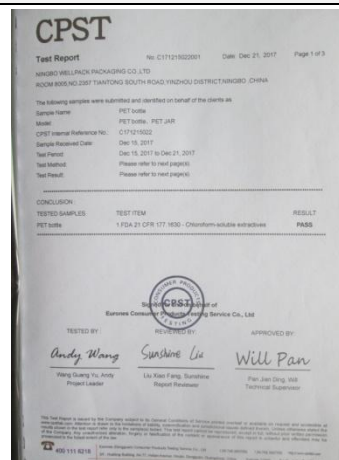 CPST
Test Report No: C171215022001 Date: Dec 21, 2017 Page 1 of 3
NINGBO WELLPACK PACKAGING CO.,LTD
ROOM 8005,NO.2387 TIANTONG SOUTH ROAD,YINZHOU DISTRICT,NINGBO ,CHINA
The following samples were submitted and identified on behalf of the clients as:
Sample Name: PET bottle
Model: PET bottle, PET JAR
CPST Internal Reference No.: C171215022
Sample Received Date: Dec 15, 2017
Test Period: Dec 15, 2017 to Dec 21, 2017
Test Method: Please refer to next page(s).
Test Result: Please refer to next page(s).
CONCLUSION:
TESTED SAMPLES TEST ITEM RESULT
PET bottle 1.FDA 21 CFR 177.1630 - Chloroform-soluble extractives PASS
CONSUMER PRODUCTS
CPST
TESTING
Signed for and on behalf of
Eurones Consumer Products Testing Service Co., Ltd
TESTED BY: REVIEWED BY: APPROVED BY:
Andy Wang Sunshine Liu Will Pan
Wang Guang Yu, Andy Liu Xiao Fang, Sunshine Pan Jian Ding, Will
Project Leader Report Reviewer Technical Supervisor
400 111 8218